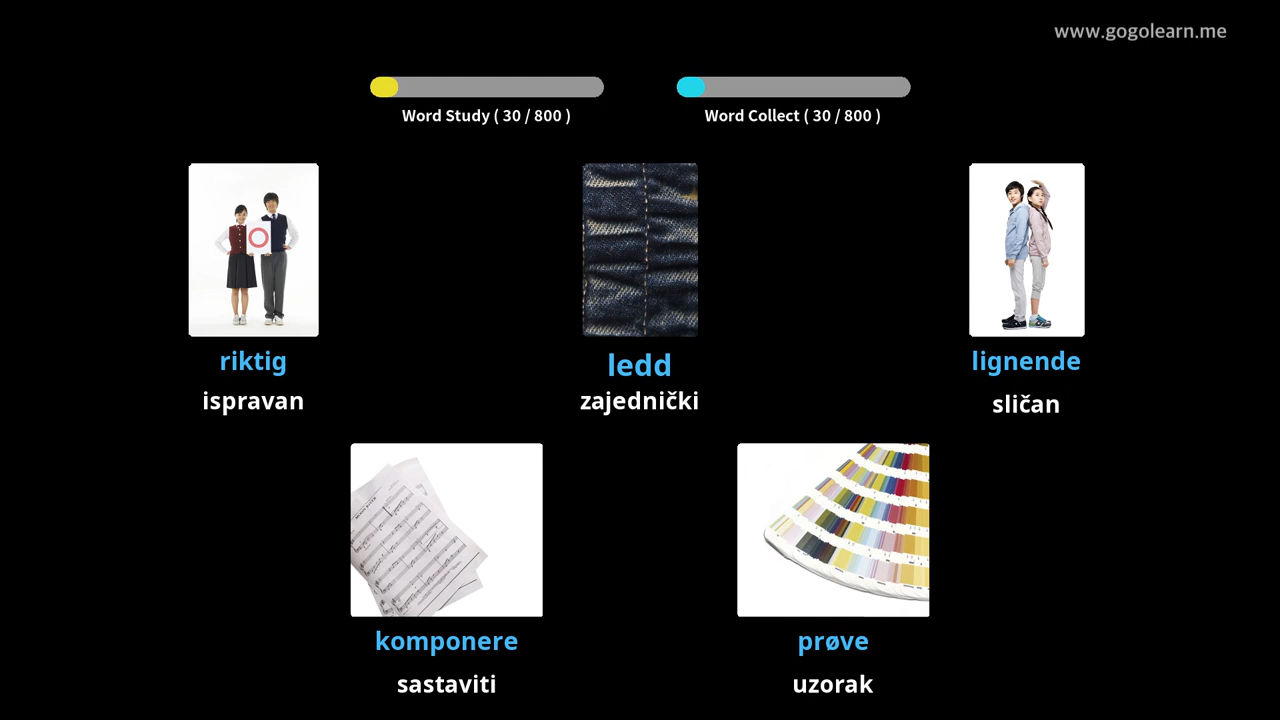 www.gogolearn.me
Word Study ( 30 / 800 )
Word Collect ( 30 / 800 )
riktig
ispravan
ledd
zajednički
lignende
sličan
komponere
sastaviti
prøve
uzorak